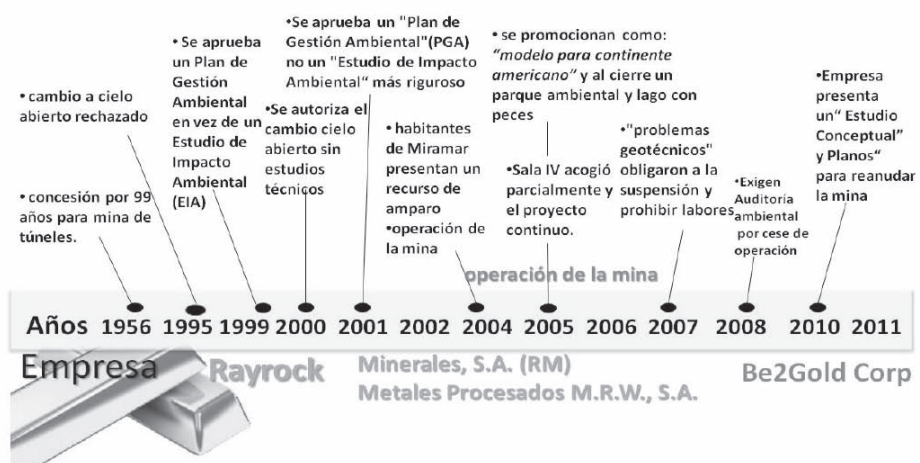 • cambio a cielo
abierto rechazado
• concesión por 99
años para mina de
túneles.
• Se aprueba
un Plan de
Gestión
Ambiental
en vez de un
Estudio de
Impacto
Ambiental
(EIA)
•Se aprueba un "Plan de
Gestión Ambiental"(PGA)
no un "Estudio de Impacto
Ambiental“ más riguroso
•Se autoriza el
cambio cielo
abierto sin
estudios
técnicos
• habitantes
de Miramar
presentan un
recurso de
amparo
•operación de
la mina
• se promocionan como:
“modelo para continente
americano” y al cierre un
parque ambiental y lago con
peces
•Sala IV acogió
parcialmente y
el proyecto
continuo.
•"problemas
geotécnicos"
obligaron a la
suspensión y
prohibir labores
•Exigen
Auditoría
ambiental
por cese de
operación
•Empresa
presenta
un“ Estudio
Conceptual”
y Planos“
para reanudar
la mina
operación de la mina
Años 1956 1995 1999 2000 2001 2002 2004 2005 2006 2007 2008 2010 2011
Empresa Rayrock Minerales, S.A. (RM) Be2Gold Corp
Metales Procesados M.R.W., S.A.